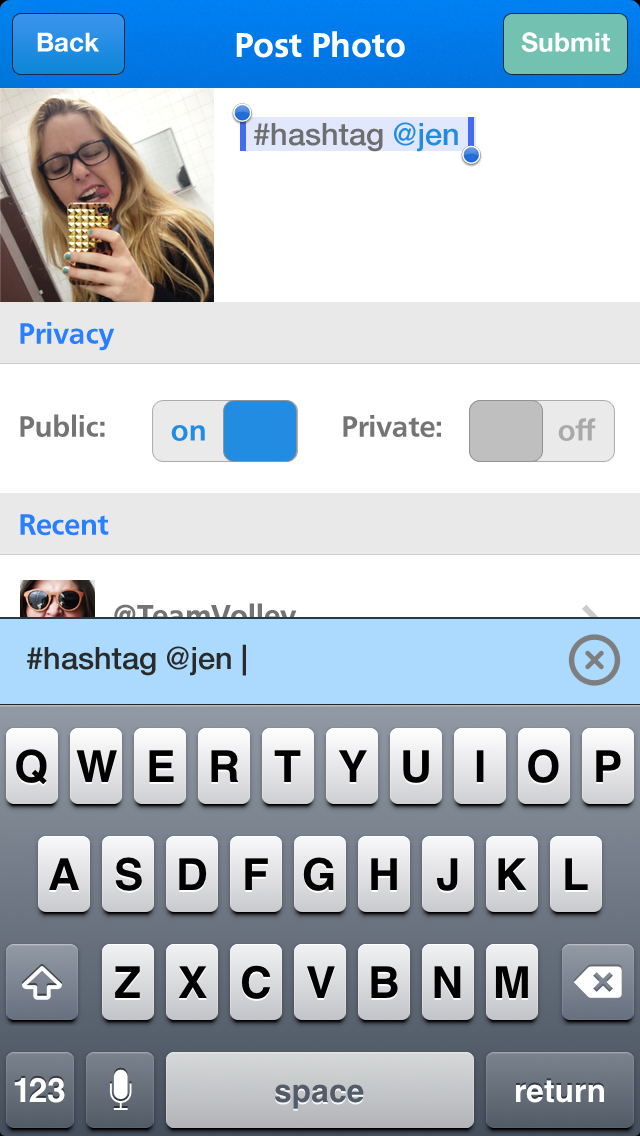 Back Post Photo Submit
#hashtag @jen
Privacy
Public: on Private: off
Recent
@TeamVolley
#hashtag @jen
Q W E R T Y U I O P
A S D F G H J K L
Z X C V B N M
123 space return